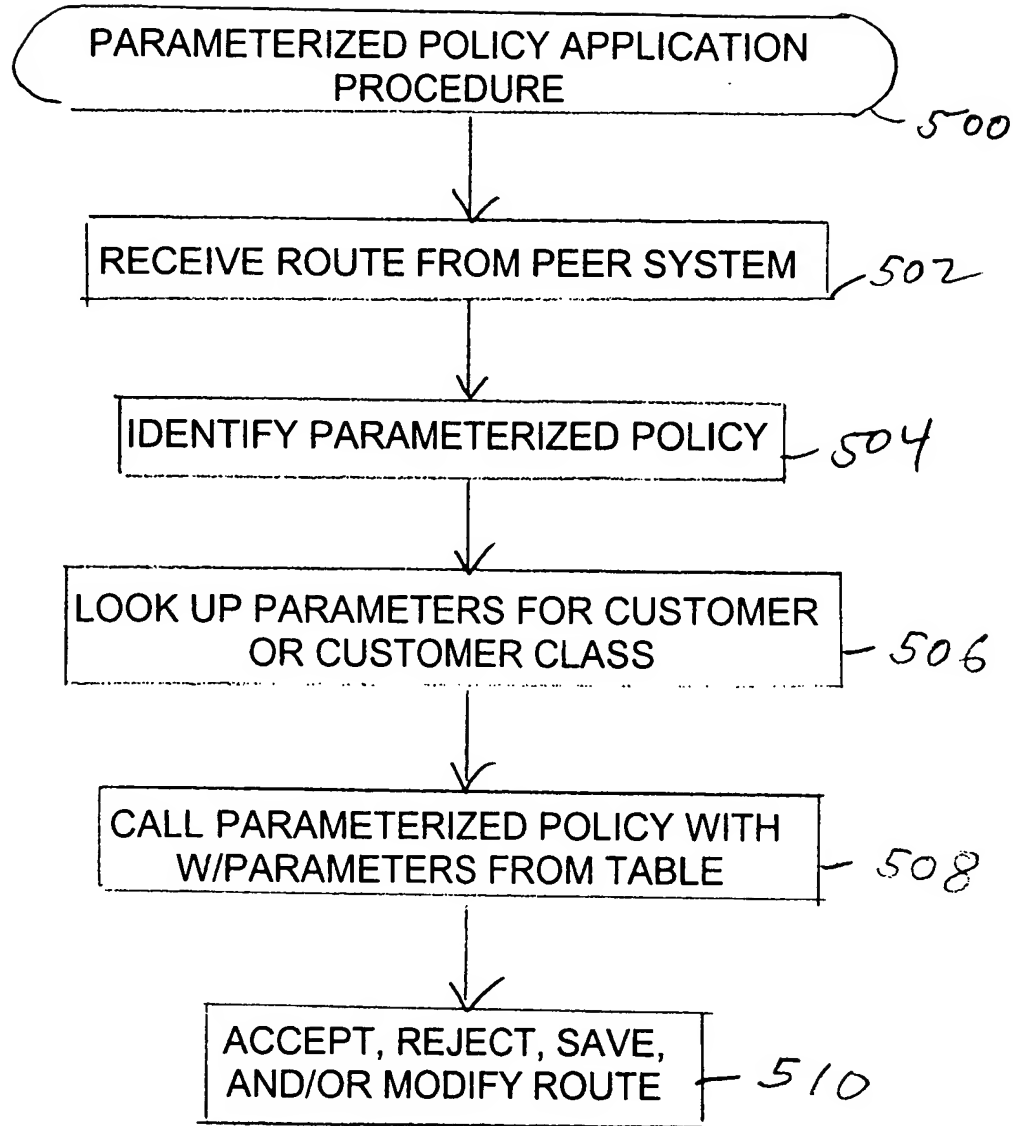 PARAMETERIZED POLICY APPLICATION
PROCEDURE
500
RECEIVE ROUTE FROM PEER SYSTEM
502
IDENTIFY PARAMETERIZED POLICY
504
LOOK UP PARAMETERS FOR CUSTOMER
OR CUSTOMER CLASS
506
CALL PARAMETERIZED POLICY WITH
W/PARAMETERS FROM TABLE
508
ACCEPT, REJECT, SAVE,
AND/OR MODIFY ROUTE
510